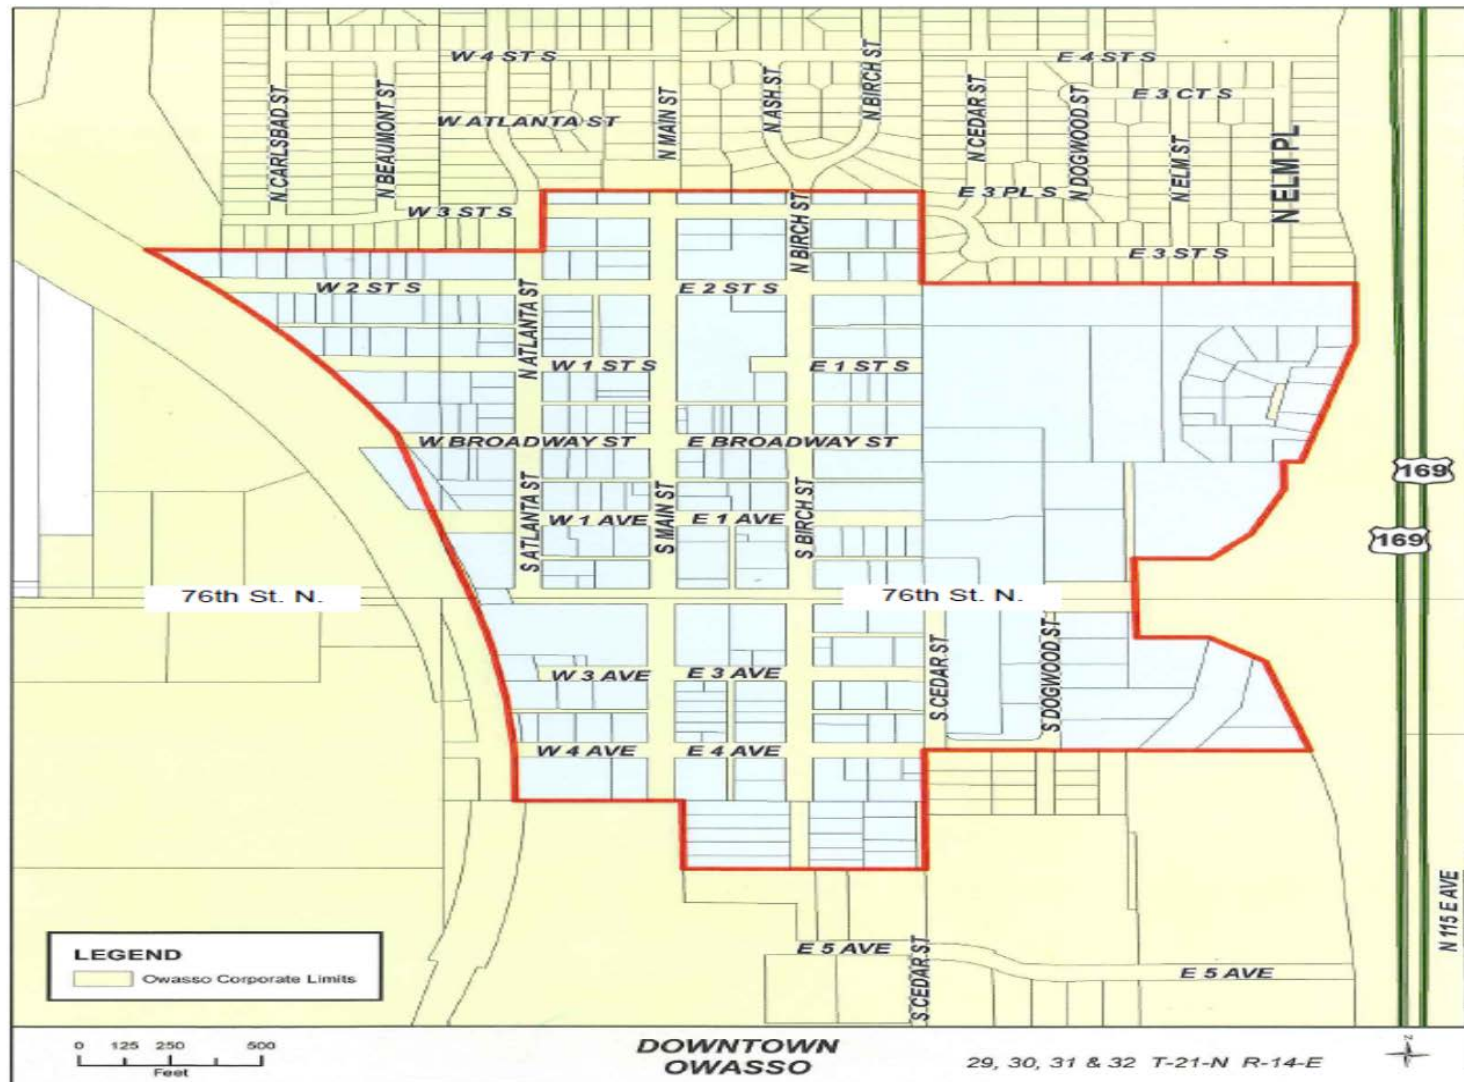 W 4 ST S
E 4 ST S
N CARLSBAD ST
N BEAUMONT ST
W ATLANTA ST
N MAIN ST
N ASH ST
N BIRCH ST
N CEDAR ST
N DOGWOOD ST
E 3 CT S
N ELM ST
N ELM PL
W 3 ST S
E 3 PL S
N BIRCH ST
E 3 ST S
W 2 ST S
N ATLANTA ST
E 2 ST S
W 1 ST S
E 1 ST S
W BROADWAY ST
E BROADWAY ST
169
S ATLANTA ST
W 1 AVE
S MAIN ST
E 1 AVE
S BIRCH ST
169
76th St. N.
76th St. N.
W 3 AVE
E 3 AVE
S CEDAR ST
S DOGWOOD ST
W 4 AVE
E 4 AVE
N 115 E AVE
E 5 AVE
S CEDAR ST
E 5 AVE
LEGEND
Owasso Corporate Limits
0 125 250 500
Feet
DOWNTOWN
OWASSO
29, 30, 31 & 32 T-21-N R-14-E